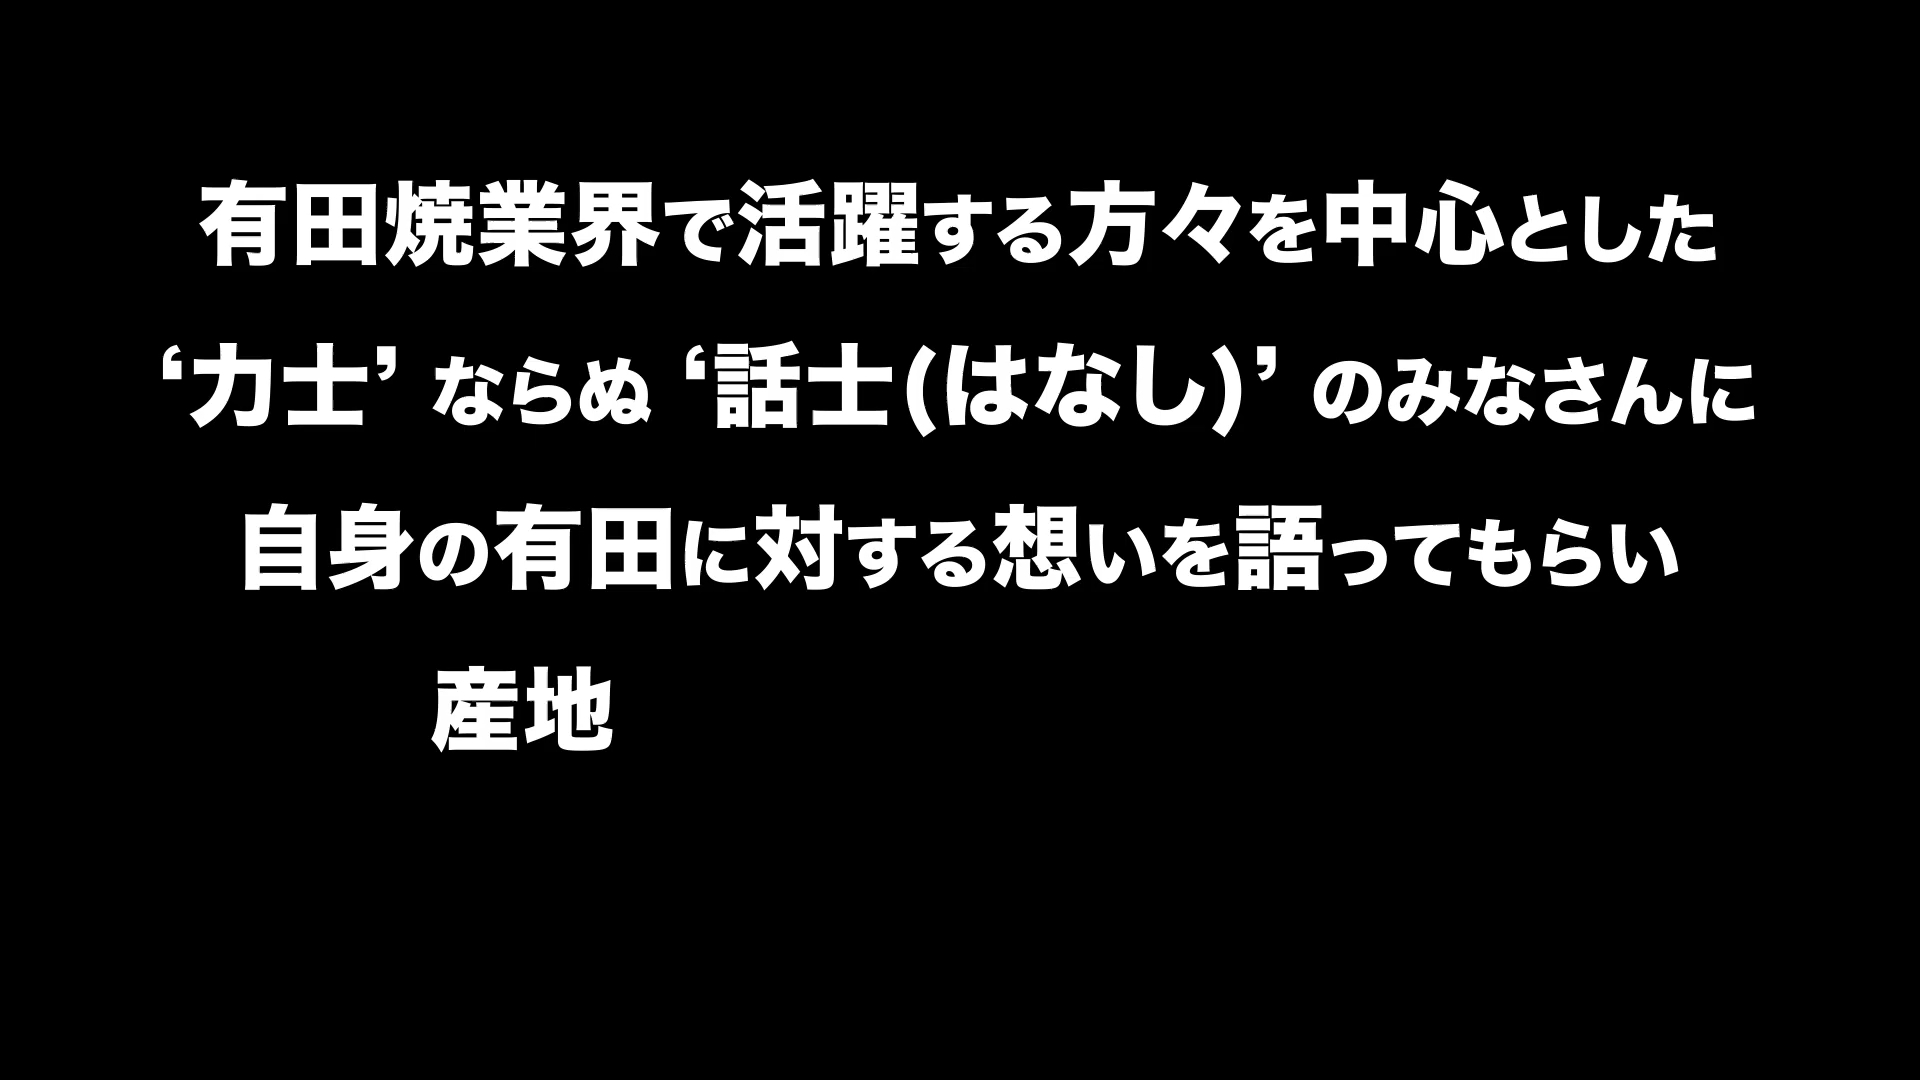 有田焼業界で活躍する方々を中心とした
‘力士’ ならぬ ‘話士(はなし)’ のみなさんに
自身の有田に対する想いを語ってもらい
産地